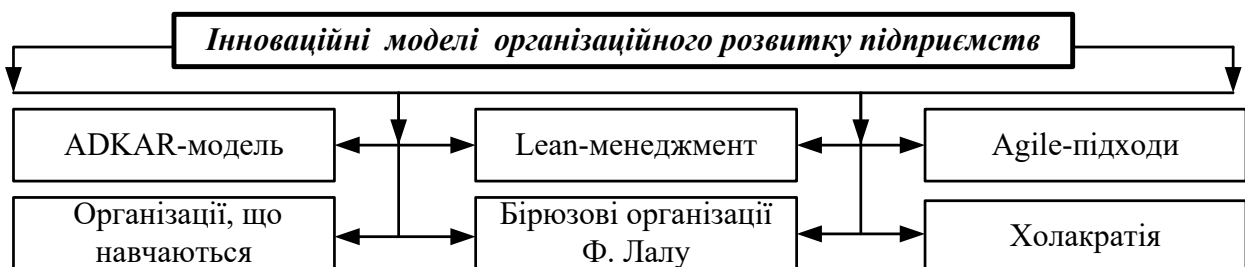 Інноваційні моделі організаційного розвитку підприємств
ADKAR-модель
Lean-менеджмент
Agile-підходи
Організації, що
навчаються
Бірюзові організації
Ф. Лалу
Холакратія